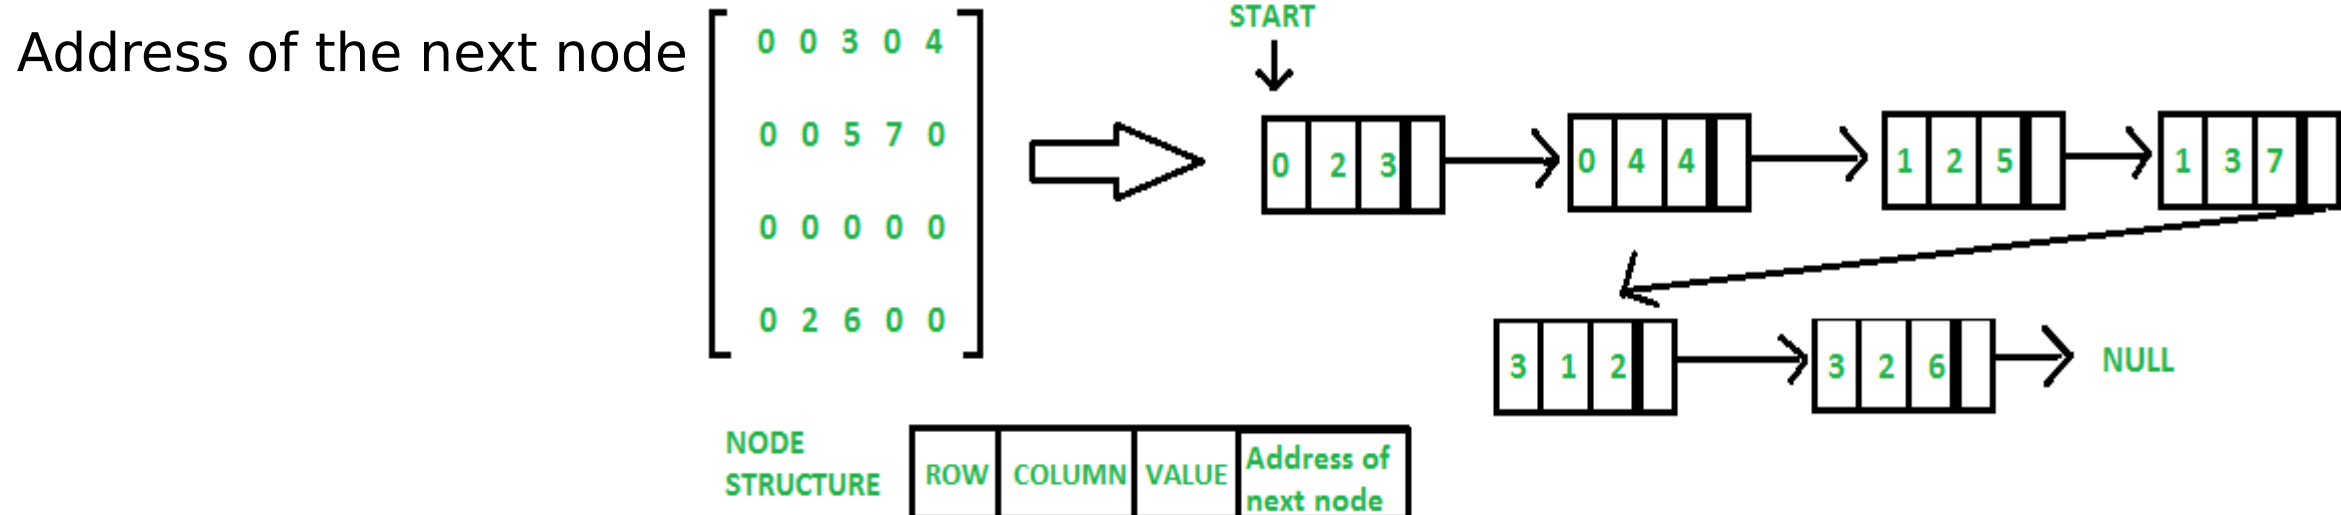 Address of the next node
0 0 3 0 4
0 0 5 7 0
0 0 0 0 0
0 2 6 0 0
START
0 2 3
0 4 4
1 2 5
1 3 7
3 1 2
3 2 6
NULL
NODE
STRUCTURE
ROW
COLUMN
VALUE
Address of
next node